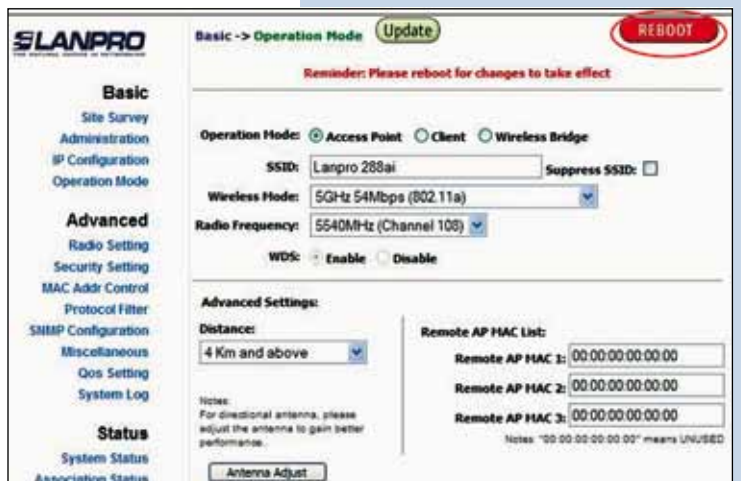 LANPRO
Basic
Site Survey
Administration
IP Configuration
Operation Mode
Advanced
Radio Setting
Security Setting
MAC Addr Control
Protocol Filter
SNMP Configuration
Miscellaneous
Qos Setting
System Log
Status
System Status
Association Status
Basic -> Operation Mode Update REBOOT
Reminder: Please reboot for changes to take effect
Operation Mode: Access Point Client Wireless Bridge
SSID: Lanpro 288ai Suppress SSID:
Wireless Mode: 5GHz 54Mbps (802.11a)
Radio Frequency: 5540MHz (Channel 108)
WDS: Enable Disable
Advanced Settings:
Distance:
4 Km and above
Notes:
For directional antenna, please
adjust the antenna to gain better
performance.
Antenna Adjust
Remote AP MAC List:
Remote AP MAC 1: 00:00:00:00:00:00
Remote AP MAC 2: 00:00:00:00:00:00
Remote AP MAC 3: 00:00:00:00:00:00
Notes: "00:00:00:00:00:00" means UNUSED